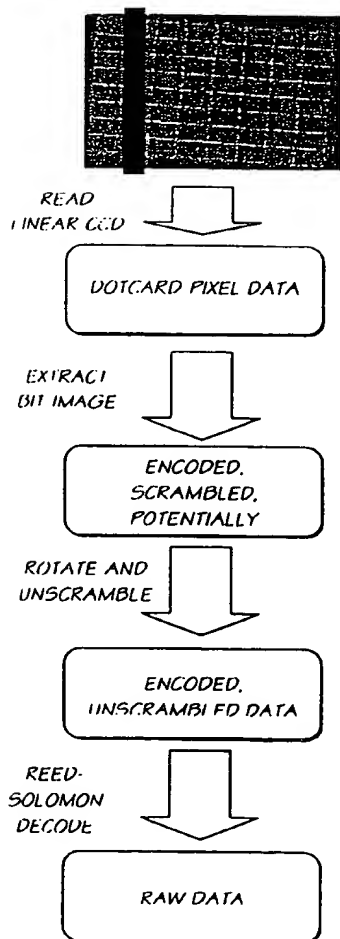 READ
LINEAR CCD
DOTCARD PIXEL DATA
EXTRACT
BIT IMAGE
ENCODED,
SCRAMBLED,
POTENTIALLY
ROTATE AND
UNSCRAMBLE
ENCODED,
UNSCRAMBLED DATA
REED-
SOLOMON
DECODE
RAW DATA